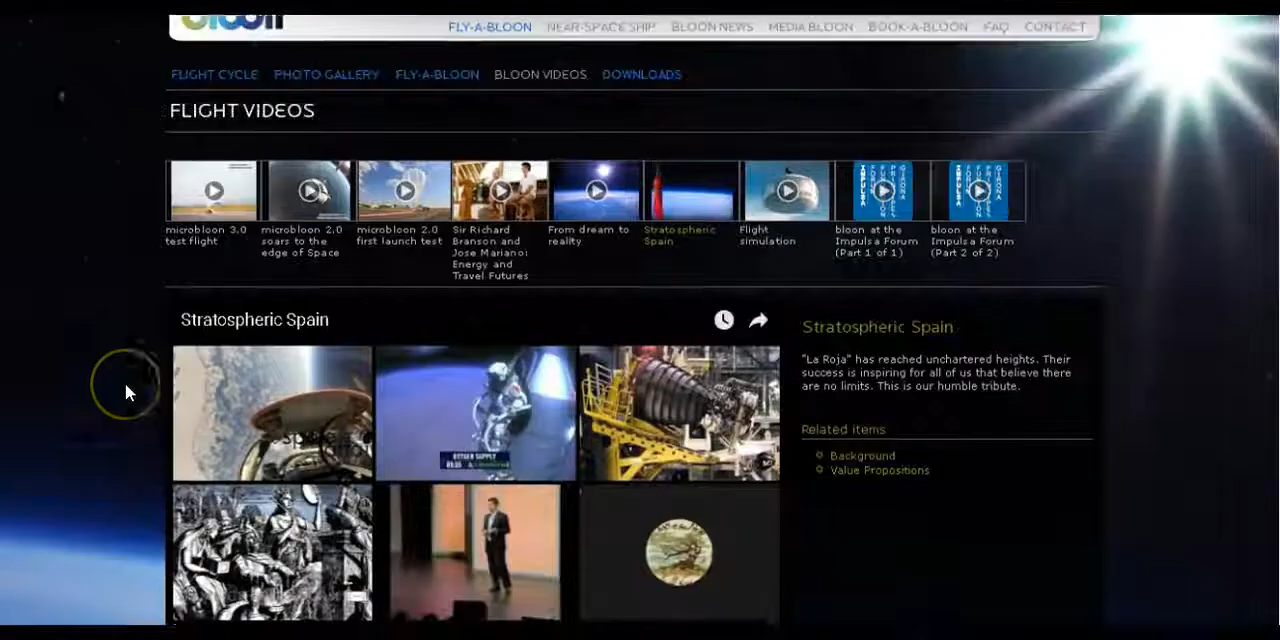 bloon
FLY-A-BLOON NEAR-SPACE SHIP BLOON NEWS MEDIA BLOON BOOK-A-BLOON FAQ CONTACT
FLIGHT CYCLE PHOTO GALLERY FLY-A-BLOON BLOON VIDEOS DOWNLOADS
FLIGHT VIDEOS
microbloon 3.0
test flight
microbloon 2.0
soars to the
edge of Space
microbloon 2.0
first launch test
Sir Richard
Branson and
Jose Mariano:
Energy and
Travel Futures
From dream to
reality
Stratospheric
Spain
Flight
simulation
bloon at the
Impulsa Forum
(Part 1 of 1)
bloon at the
Impulsa Forum
(Part 2 of 2)
Stratospheric Spain
OXYGEN SUPPLY
Stratospheric Spain
"La Roja" has reached unchartered heights. Their
success is inspiring for all of us that believe there
are no limits. This is our humble tribute.
Related items
Background
Value Propositions